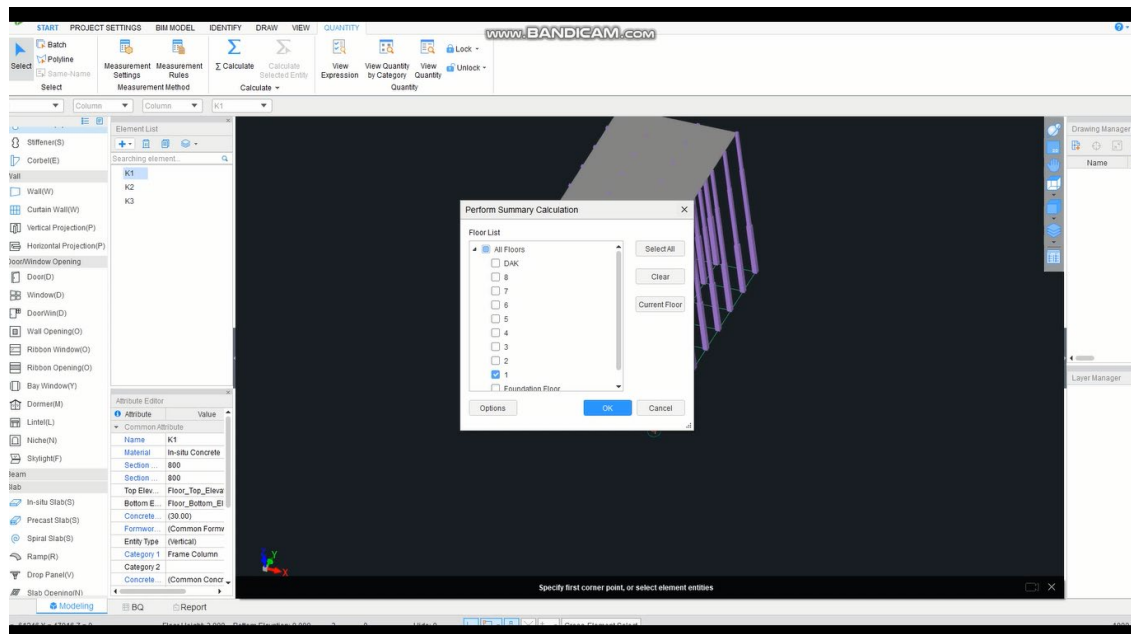 www.BANDICAM.com
START PROJECT SETTINGS BIM MODEL IDENTIFY DRAW VIEW QUANTITY
Select
Batch
Polyline
Same-Name
Select
Measurement Settings
Measurement Rules
Measurement Method
Σ Calculate
Calculate Selected Entity
Calculate
View Expression
View Quantity by Category
View Quantity
Quantity
Lock
Unlock
Column
Column
K1
Stiffener(S)
Corbel(E)
Wall(W)
Curtain Wall(W)
Vertical Projection(P)
Horizontal Projection(P)
Door/Window Opening
Door(D)
Window(D)
DoorWin(D)
Wall Opening(O)
Ribbon Window(O)
Ribbon Opening(O)
Bay Window(Y)
Dormer(M)
Lintel(L)
Niche(N)
Skylight(F)
In-situ Slab(S)
Precast Slab(S)
Spiral Slab(S)
Ramp(R)
Drop Panel(V)
Slab Opening(N)
Element List
Searching element...
K1
K2
K3
Attribute Editor
Attribute Value
Common Attribute
Name K1
Material In-situ Concrete
Section ... 800
Section ... 800
Top Elev... Floor_Top_Eleva
Bottom E... Floor_Bottom_El
Concrete... (30.00)
Formwor... (Common Formw
Entity Type (Vertical)
Category 1 Frame Column
Category 2
Concrete... (Common Concr
Perform Summary Calculation
Floor List
All Floors
DAK
8
7
6
5
4
3
2
1
Foundation Floor
Select All
Clear
Current Floor
Options
OK
Cancel
Y
X
Specify first corner point, or select element entities
Drawing Manager
Name
Layer Manager
Modeling
BQ
Report